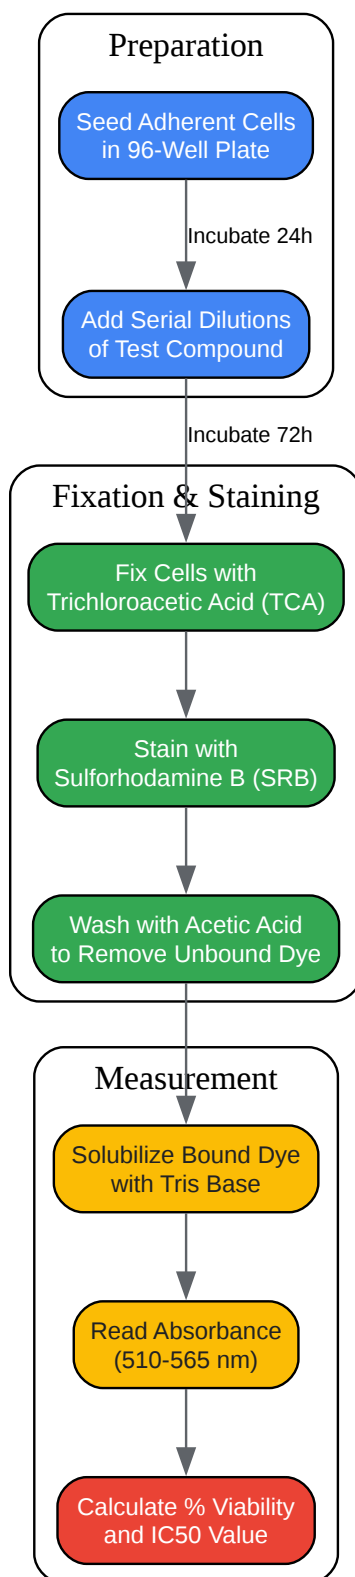 Preparation
Seed Adherent Cells
in 96-Well Plate
Incubate 24h
Add Serial Dilutions
of Test Compound
Incubate 72h
Fixation & Staining
Fix Cells with
Trichloroacetic Acid (TCA)
Stain with
Sulforhodamine B (SRB)
Wash with Acetic Acid
to Remove Unbound Dye
Measurement
Solubilize Bound Dye
with Tris Base
Read Absorbance
(510-565 nm)
Calculate % Viability
and IC50 Value